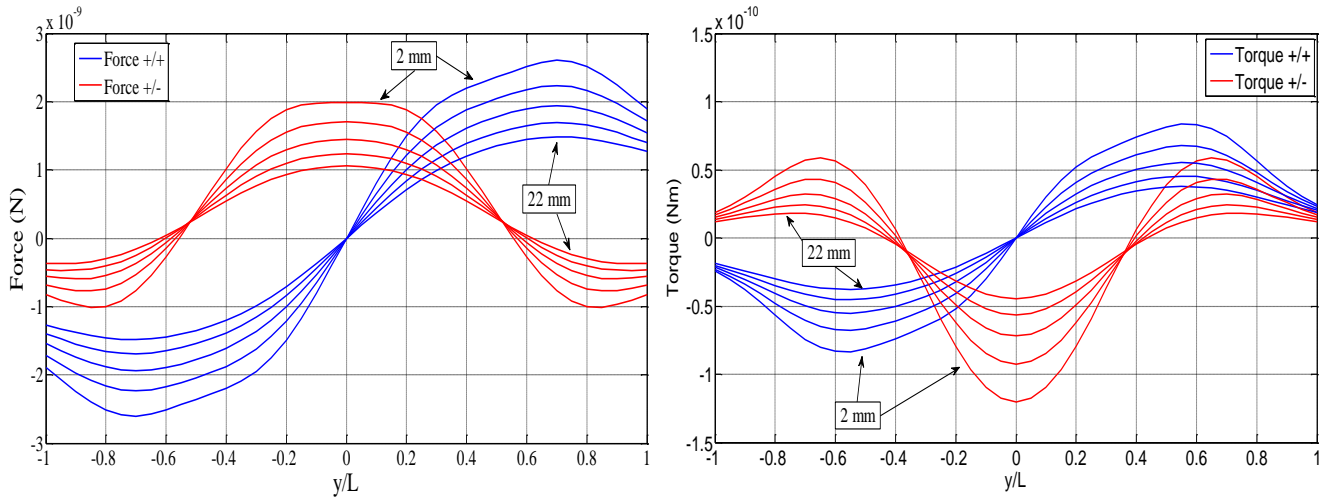 x 10^-9
3
2
1
0
-1
-2
-3
Force (N)
Force +/+
Force +/-
2 mm
22 mm
-1 -0.8 -0.6 -0.4 -0.2 0 0.2 0.4 0.6 0.8 1
y/L
x 10^-10
1.5
1
0.5
0
-0.5
-1
-1.5
Torque (Nm)
Torque +/+
Torque +/-
22 mm
2 mm
-1 -0.8 -0.6 -0.4 -0.2 0 0.2 0.4 0.6 0.8 1
y/L